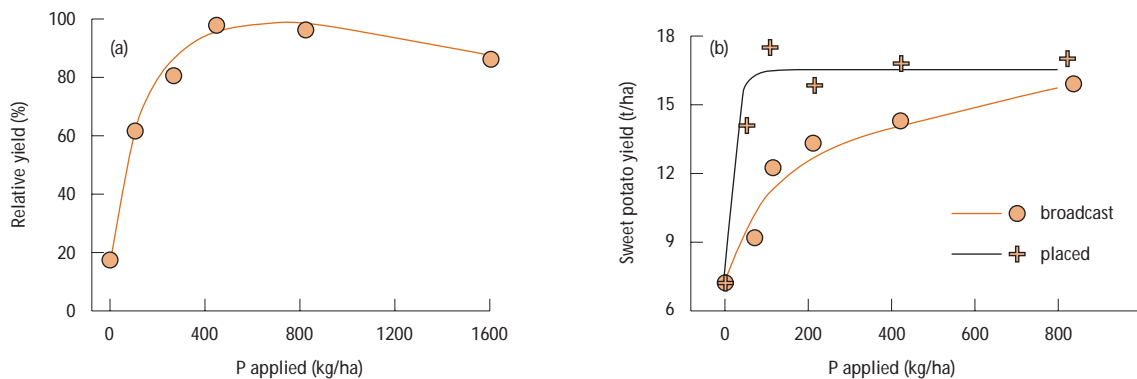 (a)
Relative yield (%)
100
80
60
40
20
0
0 400 800 1200 1600
P applied (kg/ha)
(b)
Sweet potato yield (t/ha)
18
15
12
9
6
broadcast
placed
0 200 400 600 800
P applied (kg/ha)